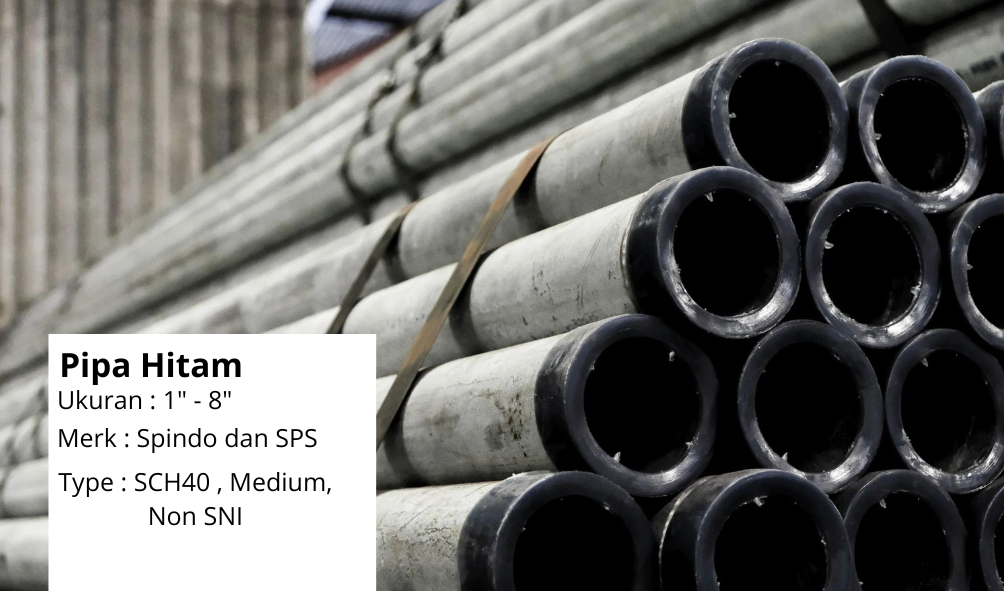 Pipa Hitam
Ukuran : 1" - 8"
Merk : Spindo dan SPS
Type : SCH40 , Medium,
Non SNI